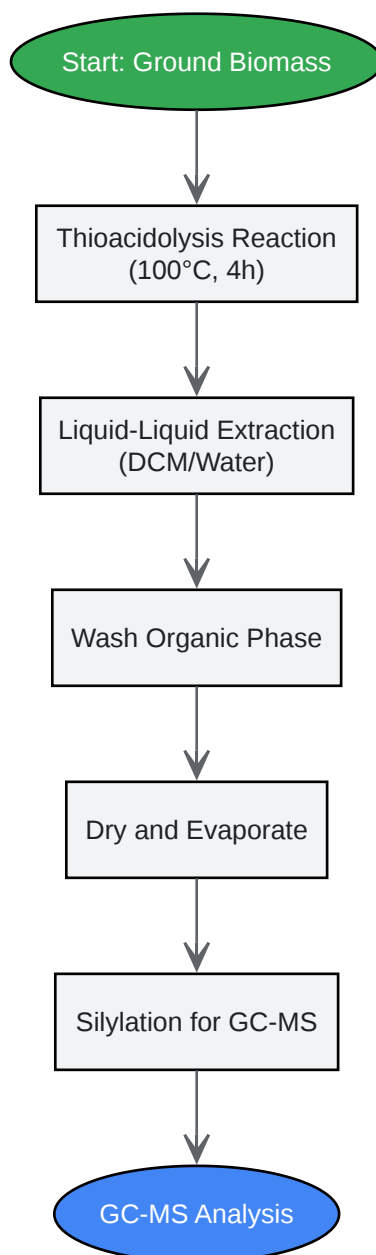 Start: Ground Biomass
Thioacidolysis Reaction
(100°C, 4h)
Liquid-Liquid Extraction
(DCM/Water)
Wash Organic Phase
Dry and Evaporate
Silylation for GC-MS
GC-MS Analysis